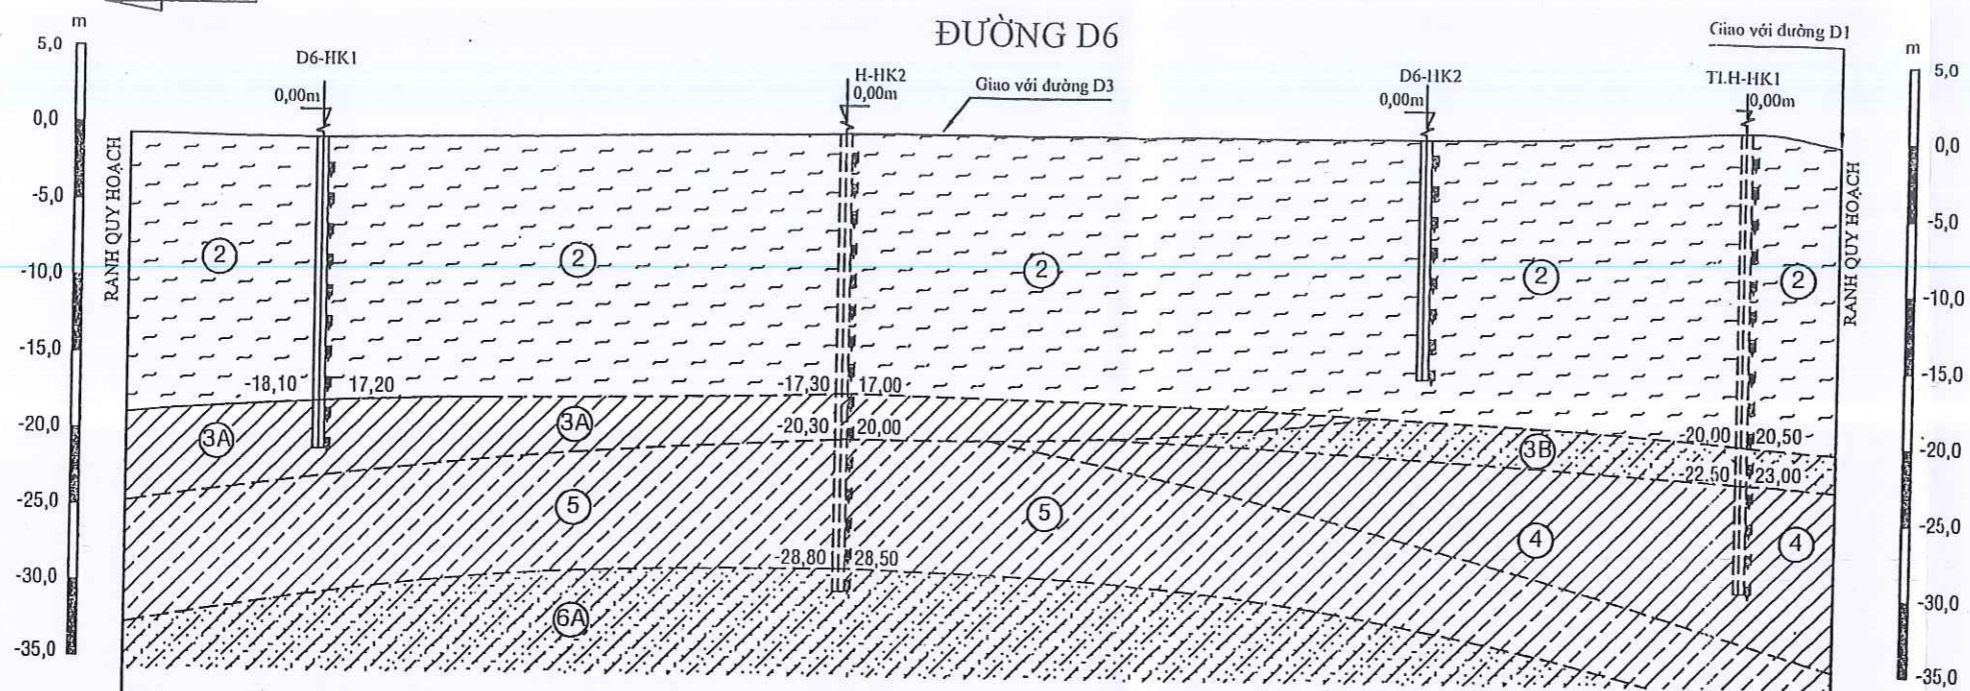 ĐƯỜNG D6
m
5,0
0,0
-5,0
-10,0
-15,0
-20,0
-25,0
-30,0
-35,0
RANH QUY HOẠCH
D6-HK1
0,00m
H-HK2
0,00m
Giao với đường D3
D6-HK2
0,00m
TL.H-HK1
0,00m
Giao với đường D1
2
2
2
2
2
-18,10 17,20
-17,30 17,00
-20,30 20,00
-20,00 20,50
-22,50 23,00
-28,80 28,50
3A
3A
3B
5
5
4
4
6A
RANH QUY HOẠCH
m
5,0
0,0
-5,0
-10,0
-15,0
-20,0
-25,0
-30,0
-35,0